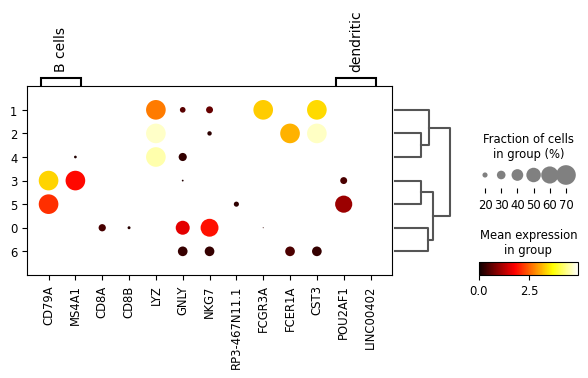 B cells
dendritic
1
2
4
3
5
0
6
CD79A
MS4A1
CD8A
CD8B
LYZ
GNLY
NKG7
RP3-467N11.1
FCGR3A
FCER1A
CST3
POU2AF1
LINC00402
Fraction of cells
in group (%)
20 30 40 50 60 70
Mean expression
in group
0.0 2.5